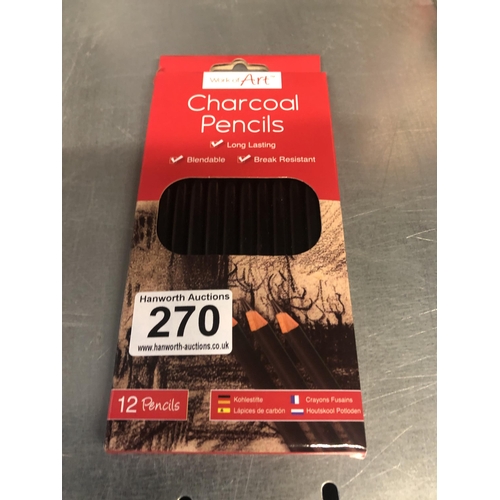 Work of Art™
Charcoal
Pencils
Long Lasting
Blendable
Break Resistant
Hanworth Auctions
270
www.hanworth-auctions.co.uk
12 Pencils
Kohlestifte
Crayons Fusains
Lápices de carbón
Houtskool Potloden